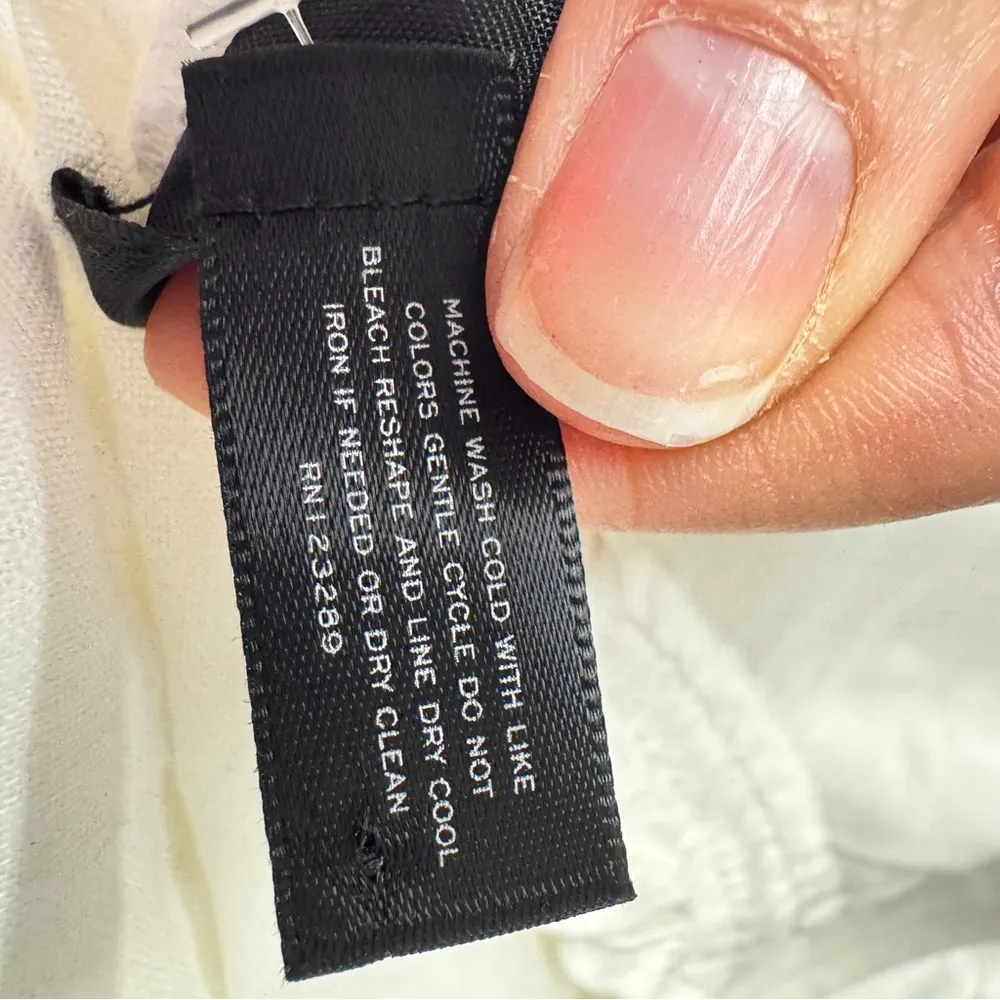 MACHINE WASH COLD WITH LIKE
COLORS GENTLE CYCLE DO NOT
BLEACH RESHAPE AND LINE DRY COOL
IRON IF NEEDED OR DRY CLEAN
RN123289